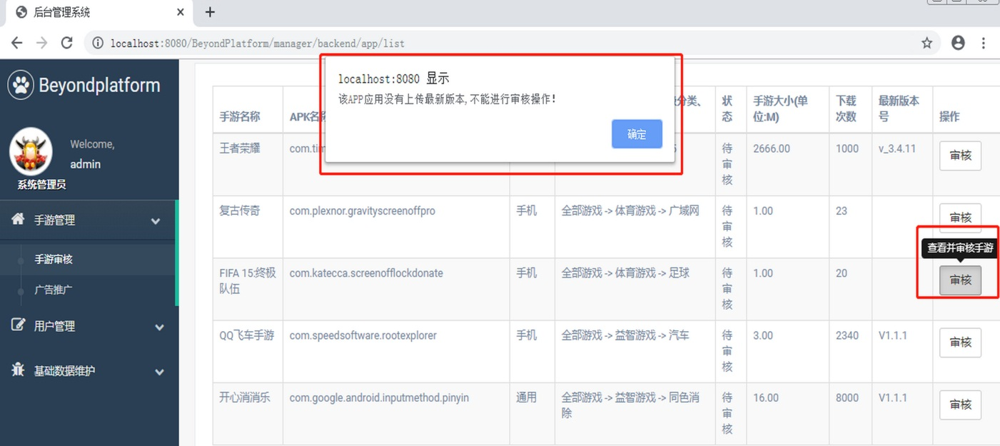 后台管理系统
localhost:8080/BeyondPlatform/manager/backend/app/list
Beyondplatform
Welcome,
admin
系统管理员
手游管理
手游审核
广告推广
用户管理
基础数据维护
localhost:8080 显示
该APP应用没有上传最新版本,不能进行审核操作!
确定
手游名称
APK名
级分类、
状
态
手游大小(单
位:M)
下载
次数
最新版本
号
操作
王者荣耀
com.tim
待
审
核
2666.00
1000
v_3.4.11
审核
复古传奇
com.plexnor.gravityscreenoffpro
手机
全部游戏 -> 体育游戏 -> 广域网
待
审
核
1.00
23
审核
查看并审核手游
FIFA 15:终极
队伍
com.katecca.screenofflockdonate
手机
全部游戏 -> 体育游戏 -> 足球
待
审
核
1.00
20
审核
QQ飞车手游
com.speedsoftware.rootexplorer
手机
全部游戏 -> 益智游戏 -> 汽车
待
审
核
3.00
2340
V1.1.1
审核
开心消消乐
com.google.android.inputmethod.pinyin
通用
全部游戏 -> 益智游戏 -> 同色消
除
待
审
核
16.00
8000
V1.1.1
审核